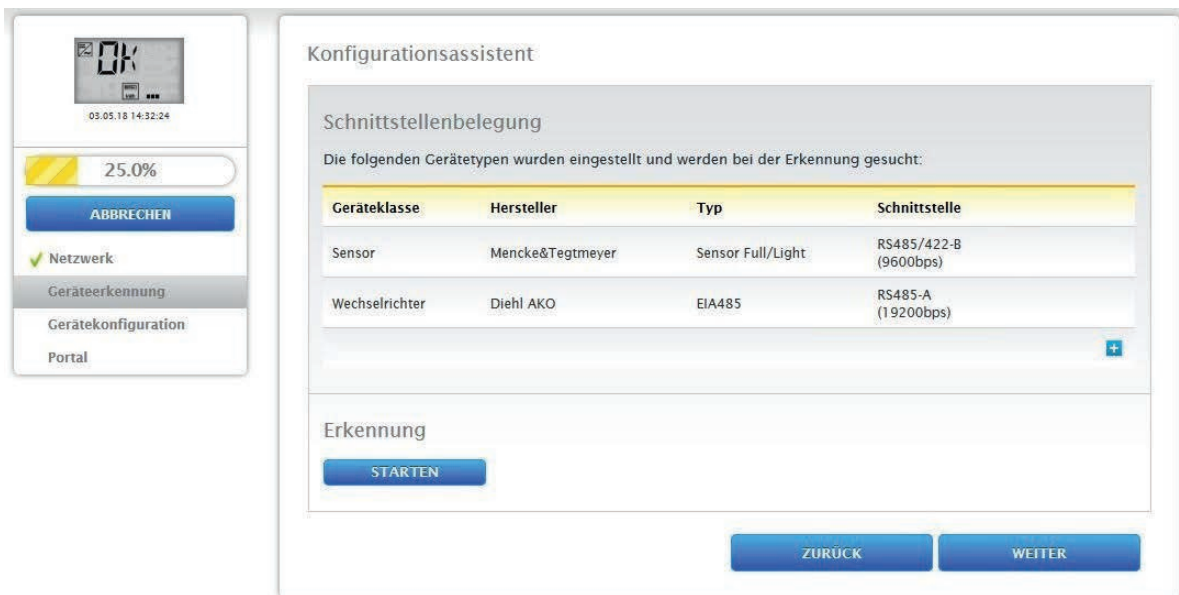 OK
03.05.18 14:32:24
25.0%
ABBRECHEN
Netzwerk
Geräteerkennung
Gerätekonfiguration
Portal
Konfigurationsassistent
Schnittstellenbelegung
Die folgenden Gerätetypen wurden eingestellt und werden bei der Erkennung gesucht:
Geräteklasse Hersteller Typ Schnittstelle
Sensor Mencke&Tegtmeyer Sensor Full/Light RS485/422-B
(9600bps)
Wechselrichter Diehl AKO EIA485 RS485-A
(19200bps)
+
Erkennung
STARTEN
ZURÜCK WEITER